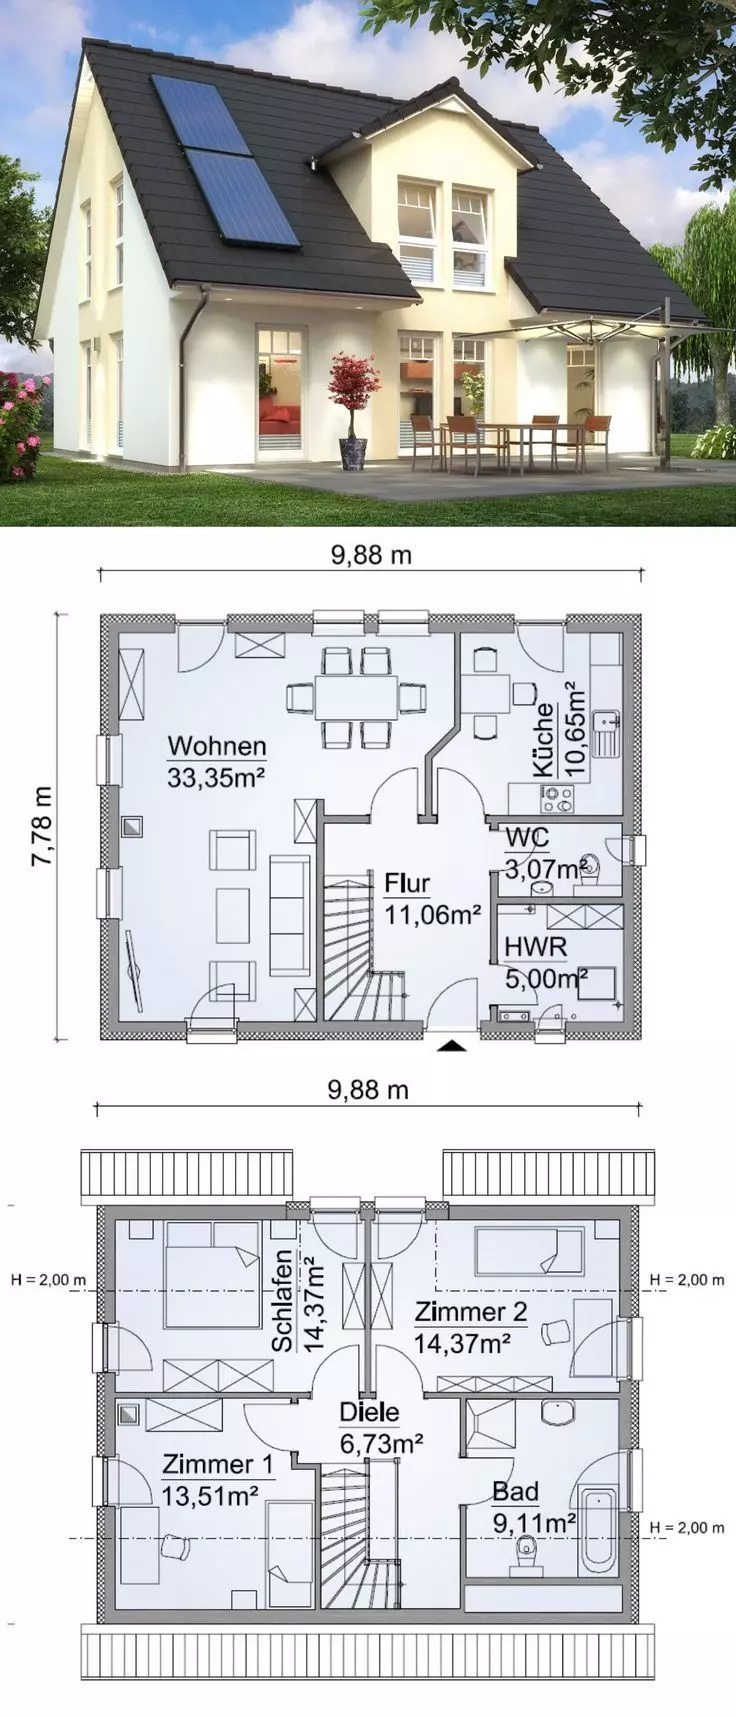 9,88 m
7,78 m
Wohnen
33,35m²
Küche
10,65m²
WC
3,07m²
Flur
11,06m²
HWR
5,00m²
9,88 m
H = 2,00 m
H = 2,00 m
Schlafen
14,37m²
Zimmer 2
14,37m²
Diele
6,73m²
Zimmer 1
13,51m²
Bad
9,11m²
H = 2,00 m